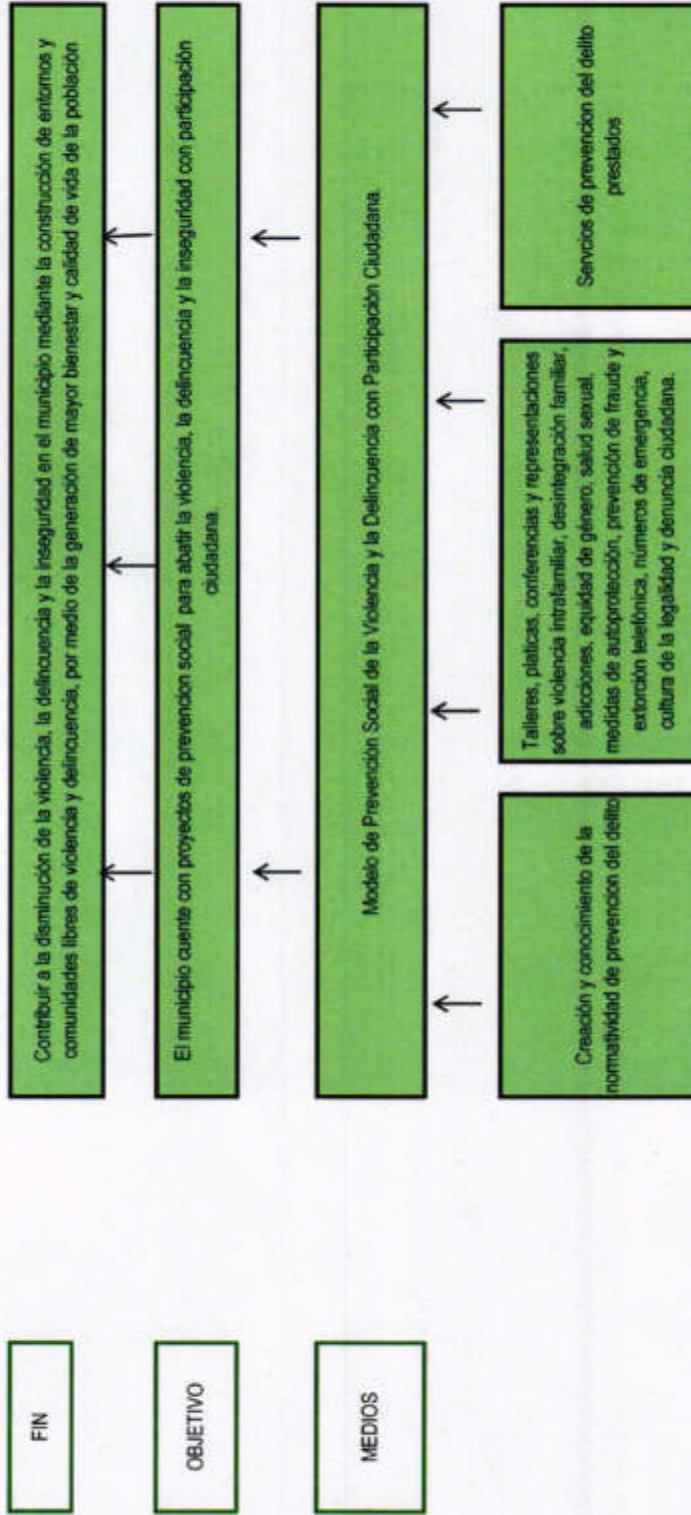 FIN
Contribuir a la disminución de la violencia, la delincuencia y la inseguridad en el municipio mediante la construcción de entornos y
comunidades libres de violencia y delincuencia, por medio de la generación de mayor bienestar y calidad de vida de la población
OBJETIVO
El municipio cuente con proyectos de prevencion social para abatir la violencia, la delincuencia y la inseguridad con participación
ciudadana.
MEDIOS
Modelo de Prevención Social de la Violencia y la Delincuencia con Participación Ciudadana.
Creación y conocimiento de la
normatividad de prevencion del delito
Talleres, platicas, conferencias y representaciones
sobre violencia intrafamiliar, desintegración familiar,
adicciones, equidad de género, salud sexual,
medidas de autoprotección, prevención de fraude y
extorción telefónica, números de emergencia,
cultura de la legalidad y denuncia ciudadana.
Servcios de prevencion del delito
prestados